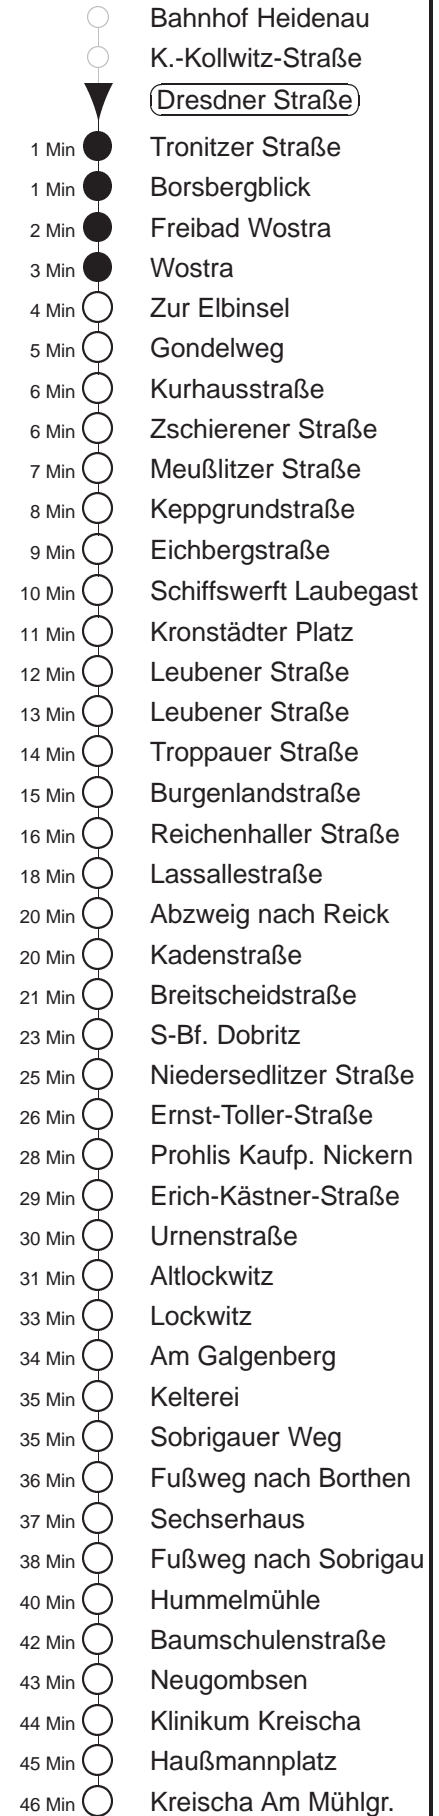 Bahnhof Heidenau
K.-Kollwitz-Straße
Dresdner Straße
1 Min Tronitzer Straße
1 Min Borsbergblick
2 Min Freibad Wostra
3 Min Wostra
4 Min Zur Elbinsel
5 Min Gondelweg
6 Min Kurhausstraße
6 Min Zschierener Straße
7 Min Meußlitzer Straße
8 Min Keppgrundstraße
9 Min Eichbergstraße
10 Min Schiffswerft Laubegast
11 Min Kronstädter Platz
12 Min Leubener Straße
13 Min Leubener Straße
14 Min Troppauer Straße
15 Min Burgenlandstraße
16 Min Reichenhaller Straße
18 Min Lassallestraße
20 Min Abzweig nach Reick
20 Min Kadenstraße
21 Min Breitscheidstraße
23 Min S-Bf. Dobritz
25 Min Niedersedlitzer Straße
26 Min Ernst-Toller-Straße
28 Min Prohlis Kaufp. Nickern
29 Min Erich-Kästner-Straße
30 Min Urnenstraße
31 Min Altlockwitz
33 Min Lockwitz
34 Min Am Galgenberg
35 Min Kelterei
35 Min Sobrigauer Weg
36 Min Fußweg nach Borthen
37 Min Sechserhaus
38 Min Fußweg nach Sobrigau
40 Min Hummelmühle
42 Min Baumschulenstraße
43 Min Neugombsen
44 Min Klinikum Kreischa
45 Min Haußmannplatz
46 Min Kreischa Am Mühlgr.